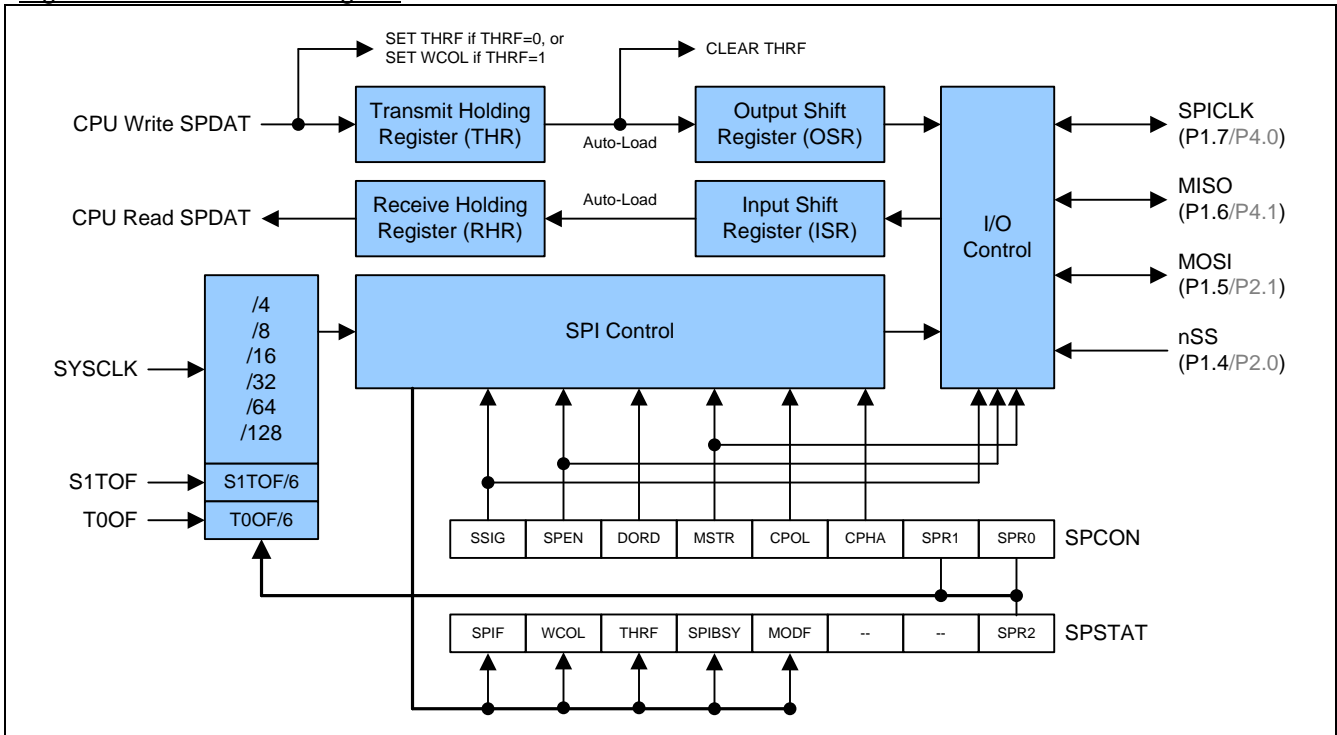 SET THRF if THRF=0, or
SET WCOL if THRF=1
CLEAR THRF
CPU Write SPDAT
Transmit Holding
Register (THR)
Auto-Load
Output Shift
Register (OSR)
SPICLK
(P1.7/P4.0)
CPU Read SPDAT
Receive Holding
Register (RHR)
Auto-Load
Input Shift
Register (ISR)
I/O
Control
MISO
(P1.6/P4.1)
MOSI
(P1.5/P2.1)
nSS
(P1.4/P2.0)
SYSCLK
/4
/8
/16
/32
/64
/128
SPI Control
S1TOF
S1TOF/6
T0OF
T0OF/6
SSIG SPEN DORD MSTR CPOL CPHA SPR1 SPR0 SPCON
SPIF WCOL THRF SPIBSY MODF -- -- SPR2 SPSTAT